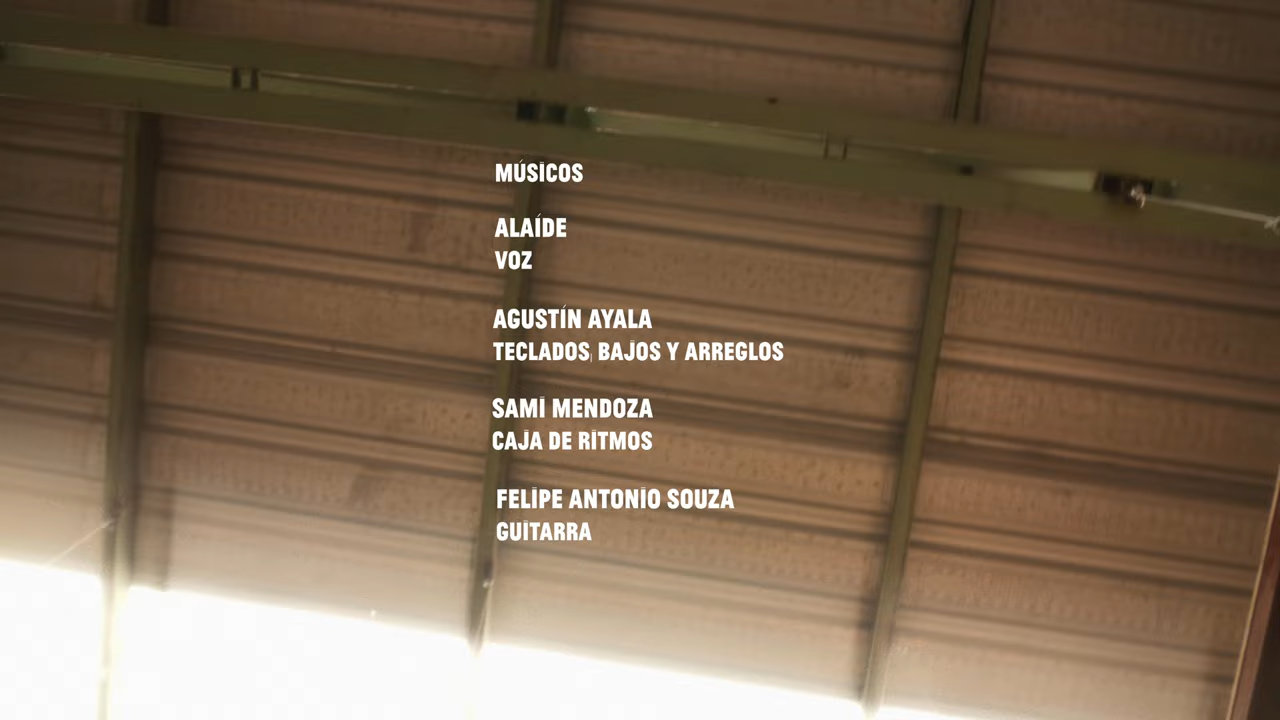 MÚSICOS
ALAÍDE
VOZ
AGUSTÍN AYALA
TECLADOS, BAJOS Y ARREGLOS
SAMI MENDOZA
CAJA DE RITMOS
FELIPE ANTONIO SOUZA
GUITARRA